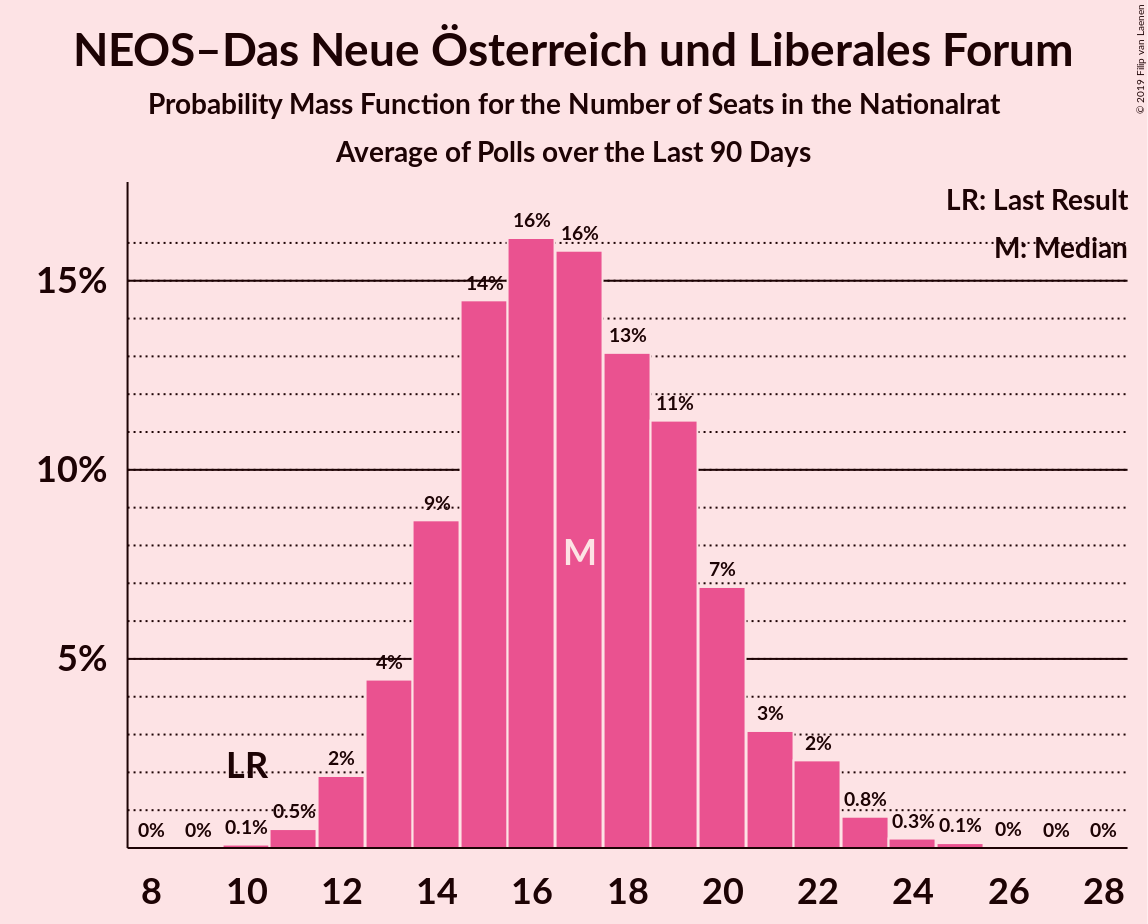 NEOS–Das Neue Österreich und Liberales Forum
Probability Mass Function for the Number of Seats in the Nationalrat
Average of Polls over the Last 90 Days
© 2019 Filip van Laenen
LR: Last Result
M: Median
15%
10%
5%
0%
0%
0.1%
0.5%
2%
4%
9%
14%
16%
16%
13%
11%
7%
3%
2%
0.8%
0.3%
0.1%
0%
0%
0%
LR
M
8 10 12 14 16 18 20 22 24 26 28